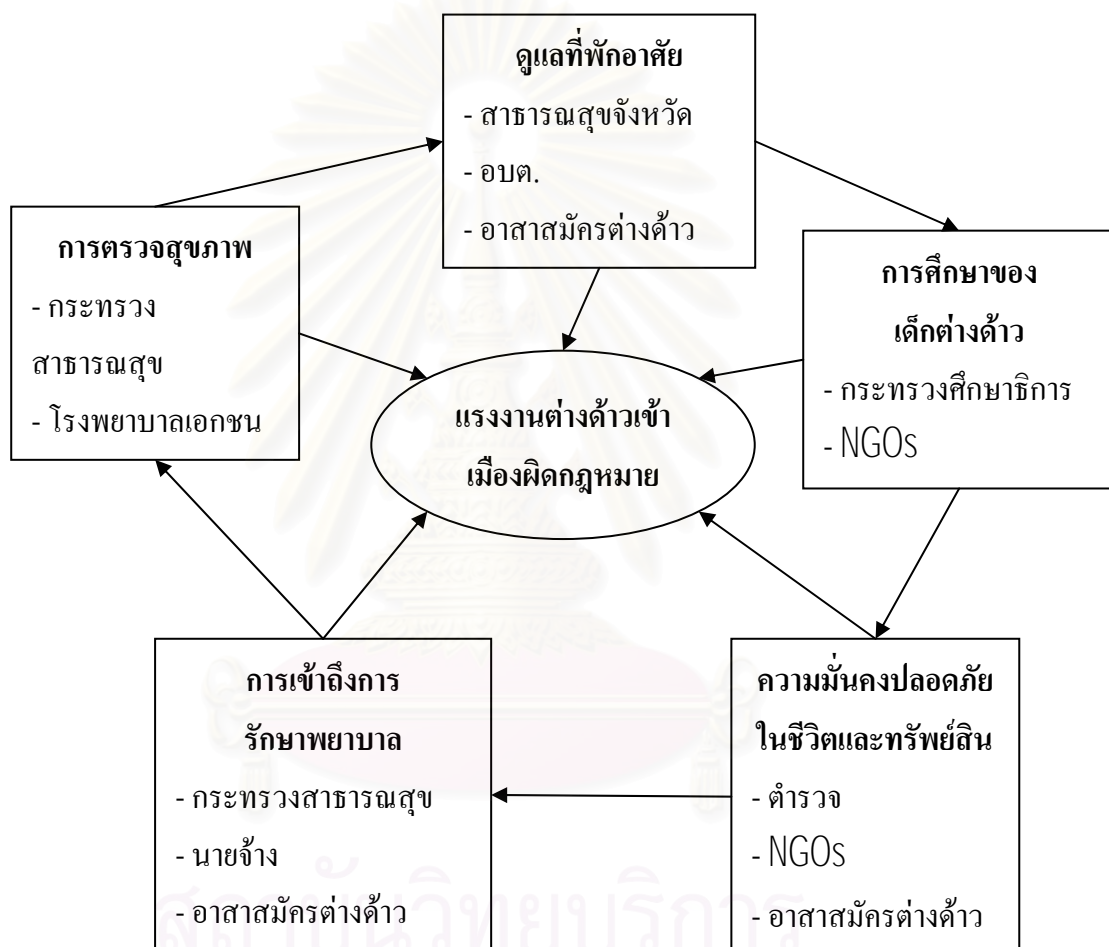 ดูแลที่พักอาศัย
- สาธารณสุขจังหวัด
- อบต.
- อาสาสมัครต่างด้าว
การตรวจสุขภาพ
- กระทรวง
สาธารณสุข
- โรงพยาบาลเอกชน
การศึกษาของ
เด็กต่างด้าว
- กระทรวงศึกษาธิการ
- NGOs
แรงงานต่างด้าวเข้า
เมืองผิดกฎหมาย
การเข้าถึงการ
รักษาพยาบาล
- กระทรวงสาธารณสุข
- นายจ้าง
- อาสาสมัครต่างด้าว
ความมั่นคงปลอดภัย
ในชีวิตและทรัพย์สิน
- ตำรวจ
- NGOs
- อาสาสมัครต่างด้าว
สถาบันวิทยบริการ